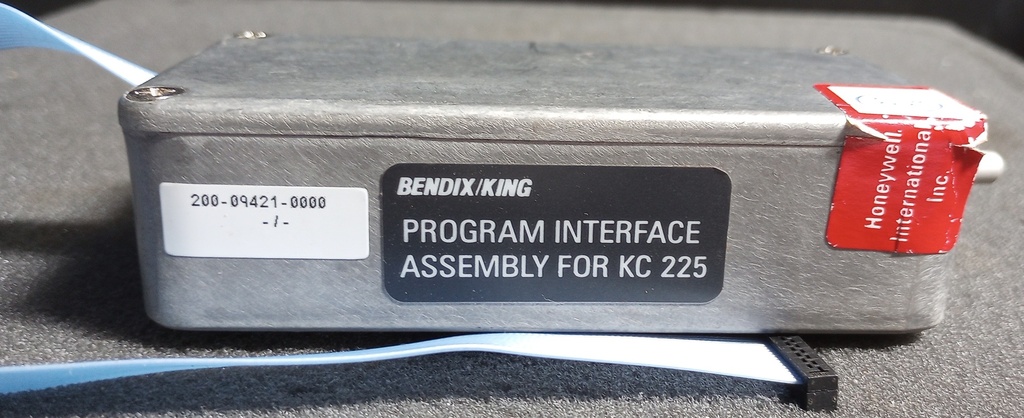 200-09421-0000
-/-
BENDIX/KING
PROGRAM INTERFACE
ASSEMBLY FOR KC 225
Honeywell
International
Inc